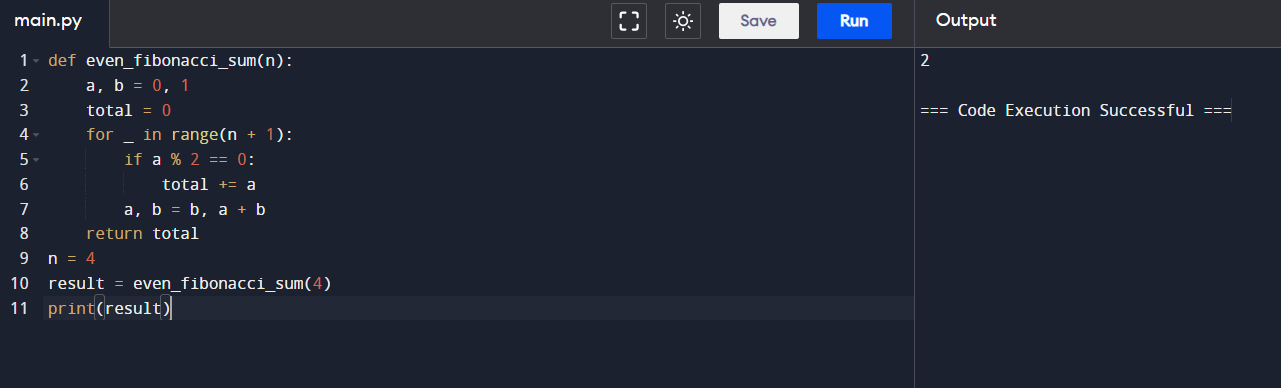 main.py
Save
Run
Output
1 def even_fibonacci_sum(n):
2     a, b = 0, 1
3     total = 0
4     for _ in range(n + 1):
5         if a % 2 == 0:
6             total += a
7         a, b = b, a + b
8     return total
9 n = 4
10 result = even_fibonacci_sum(4)
11 print(result)
2
=== Code Execution Successful ===